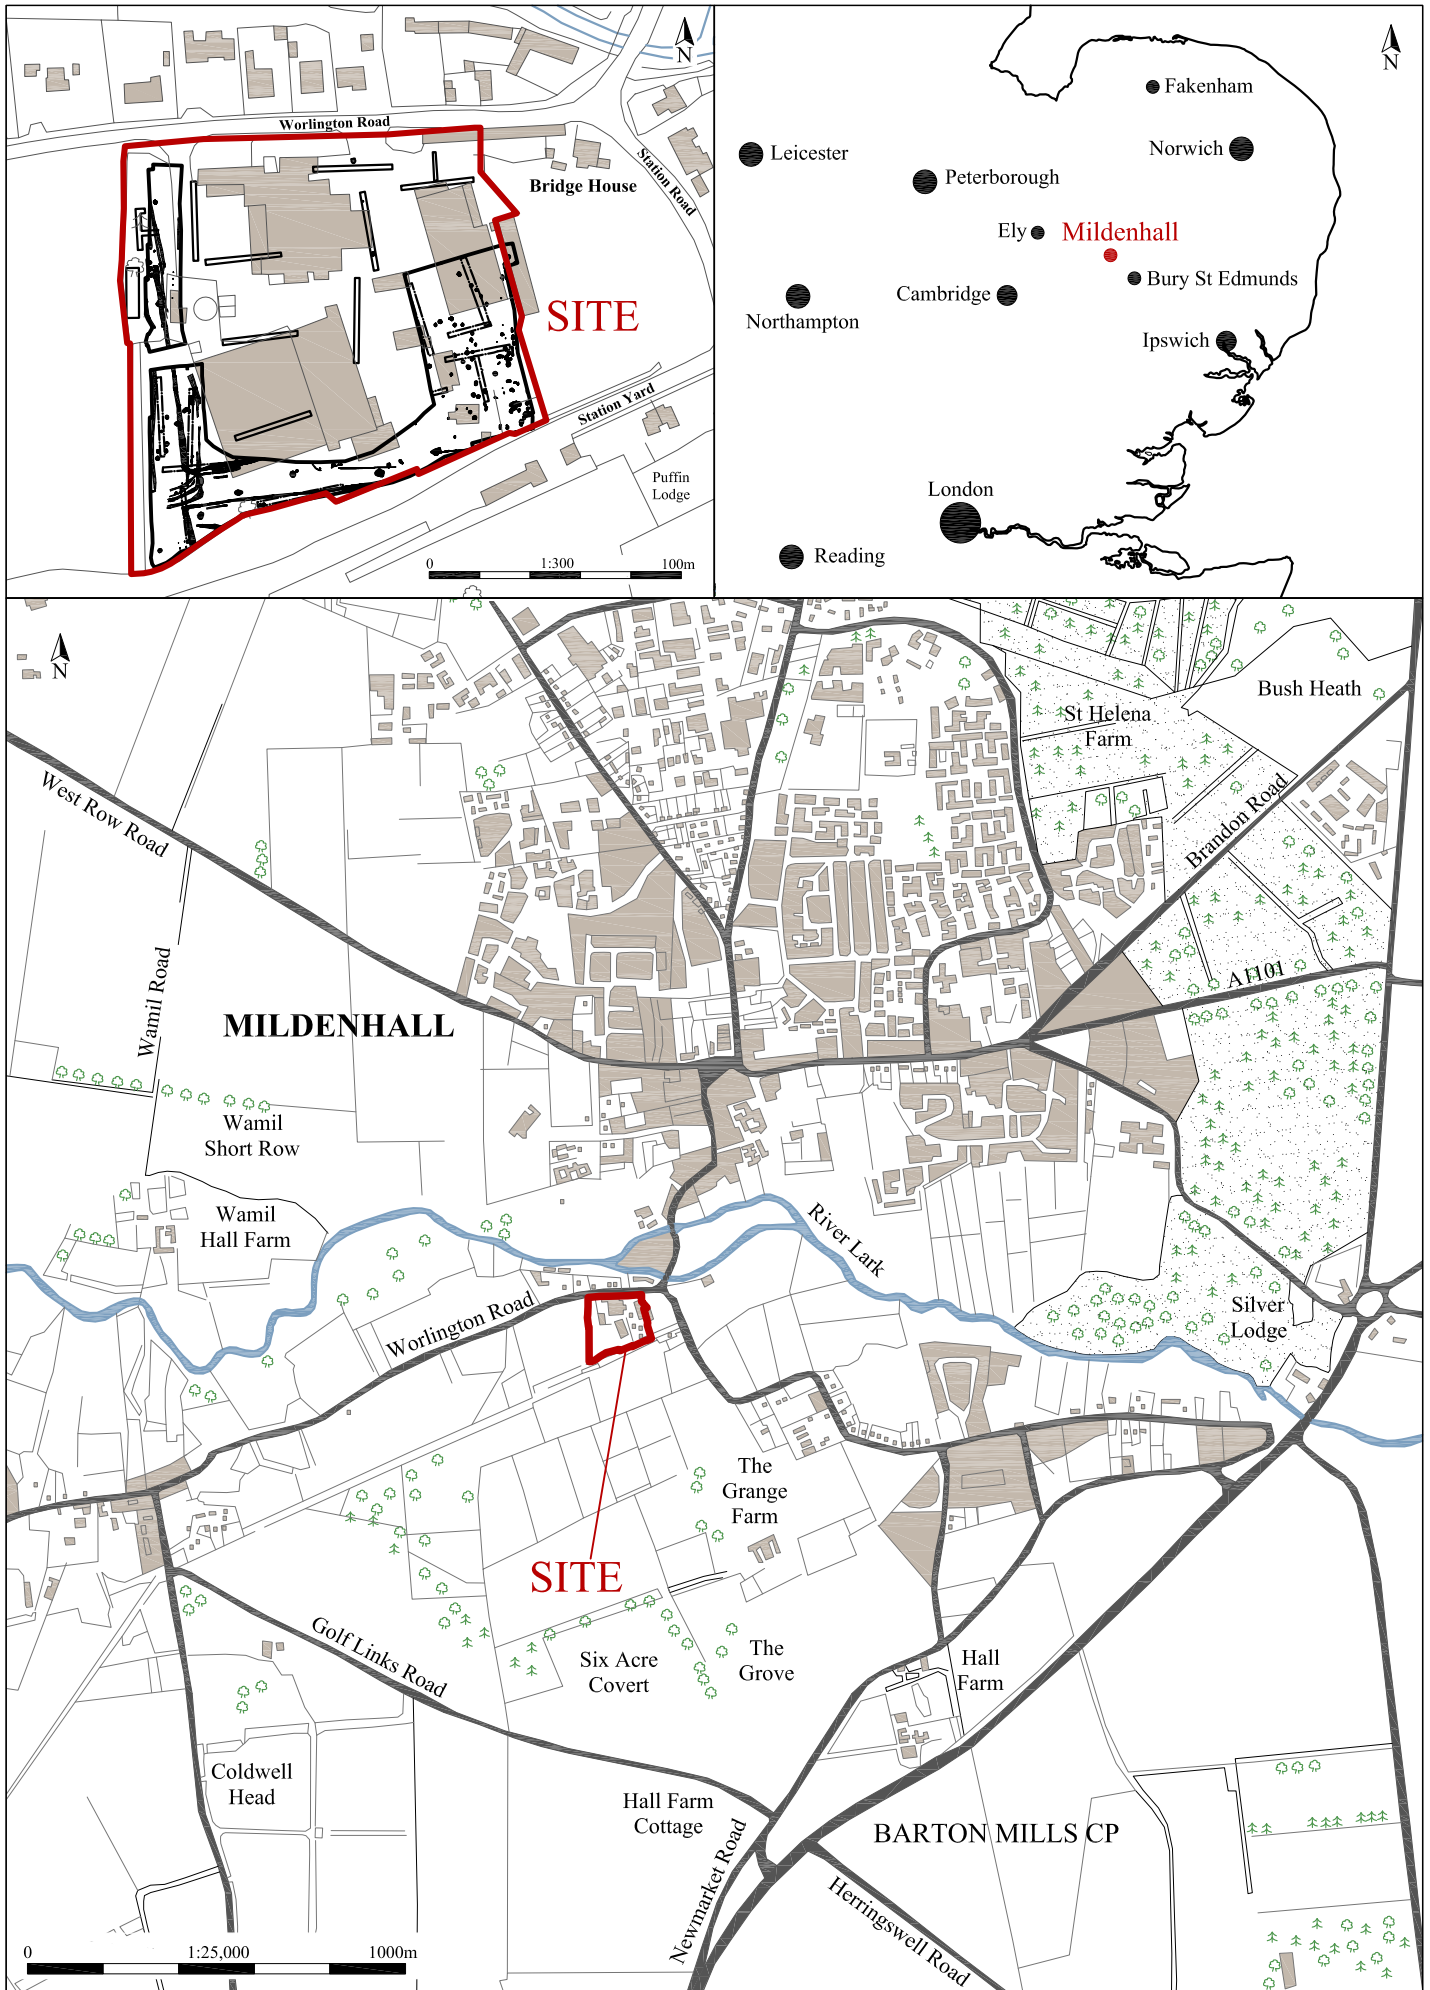 N
Worlington Road
Station Road
Bridge House
SITE
Station Yard
Puffin
Lodge
0
1:300
100m
N
Fakenham
Norwich
Leicester
Peterborough
Ely
Mildenhall
Bury St Edmunds
Cambridge
Northampton
Ipswich
London
Reading
N
Bush Heath
St Helena
Farm
West Row Road
Brandon Road
A1101
Wamil Road
MILDENHALL
Wamil
Short Row
Wamil
Hall Farm
River Lark
Worlington Road
Silver
Lodge
The
Grange
Farm
SITE
Golf Links Road
Six Acre
Covert
The
Grove
Hall
Farm
Coldwell
Head
Hall Farm
Cottage
BARTON MILLS CP
Newmarket Road
Herringswell Road
0
1:25,000
1000m